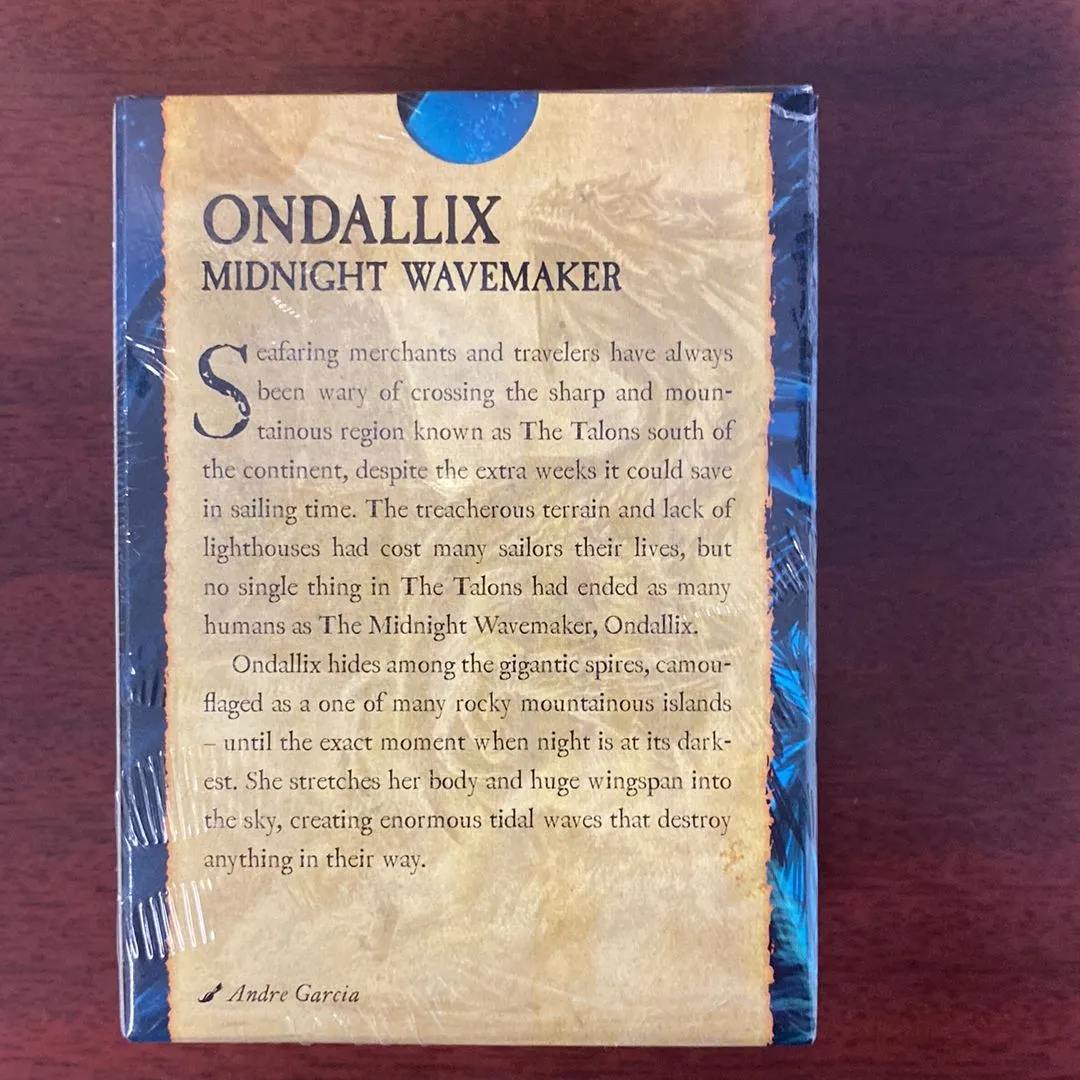 ONDALLIX
MIDNIGHT WAVEMAKER
Seafaring merchants and travelers have always
been wary of crossing the sharp and moun-
tainous region known as The Talons south of
the continent, despite the extra weeks it could save
in sailing time. The treacherous terrain and lack of
lighthouses had cost many sailors their lives, but
no single thing in The Talons had ended as many
humans as The Midnight Wavemaker, Ondallix.
Ondallix hides among the gigantic spires, camou-
flaged as a one of many rocky mountainous islands
– until the exact moment when night is at its dark-
est. She stretches her body and huge wingspan into
the sky, creating enormous tidal waves that destroy
anything in their way.
Andre Garcia